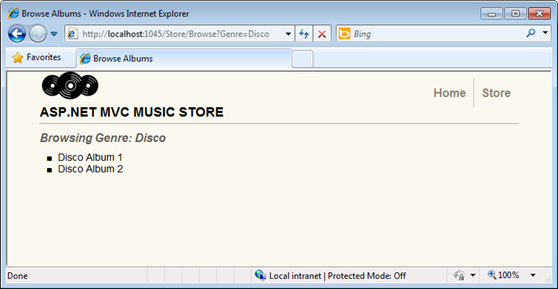 Browse Albums - Windows Internet Explorer
http://localhost:1045/Store/Browse?Genre=Disco
Bing
Favorites
Browse Albums
Home
Store
ASP.NET MVC MUSIC STORE
Browsing Genre: Disco
Disco Album 1
Disco Album 2
Done
Local intranet | Protected Mode: Off
100%